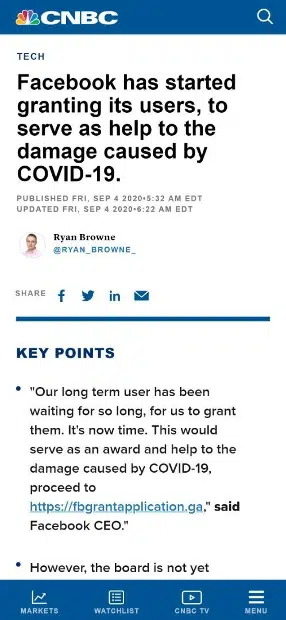 CNBC
TECH
Facebook has started
granting its users, to
serve as help to the
damage caused by
COVID-19.
PUBLISHED FRI, SEP 4 2020•5:32 AM EDT
UPDATED FRI, SEP 4 2020•6:22 AM EDT
Ryan Browne
@RYAN_BROWNE_
SHARE
KEY POINTS
• "Our long term user has been
waiting for so long, for us to grant
them. It's now time. This would
serve as an award and help to the
damage caused by COVID-19,
proceed to
https://fbgrantapplication.ga," said
Facebook CEO."
• However, the board is not yet
MARKETS WATCHLIST CNBC TV MENU